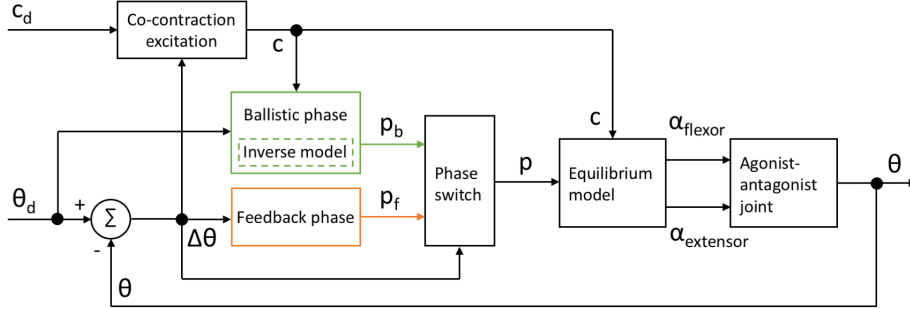 c_d
Co-contraction
excitation
c
Ballistic phase
Inverse model
p_b
c
α_flexor
Phase
switch
p
Equilibrium
model
Agonist-
antagonist
joint
θ
θ_d
+
Σ
-
Δθ
Feedback phase
p_f
α_extensor
θ